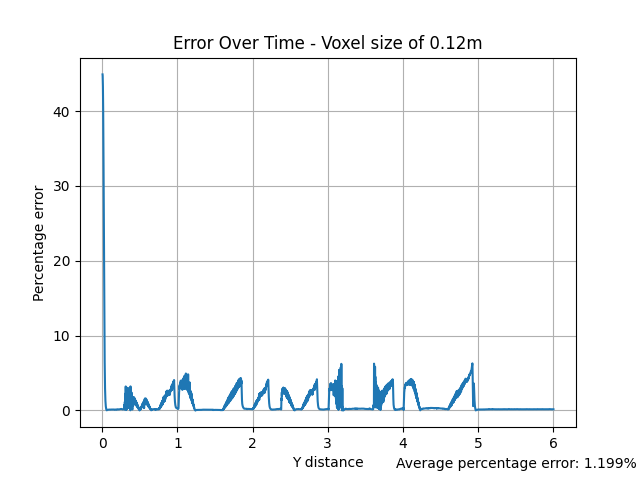 Error Over Time - Voxel size of 0.12m
Percentage error
40
30
20
10
0
0 1 2 3 4 5 6
Y distance
Average percentage error: 1.199%